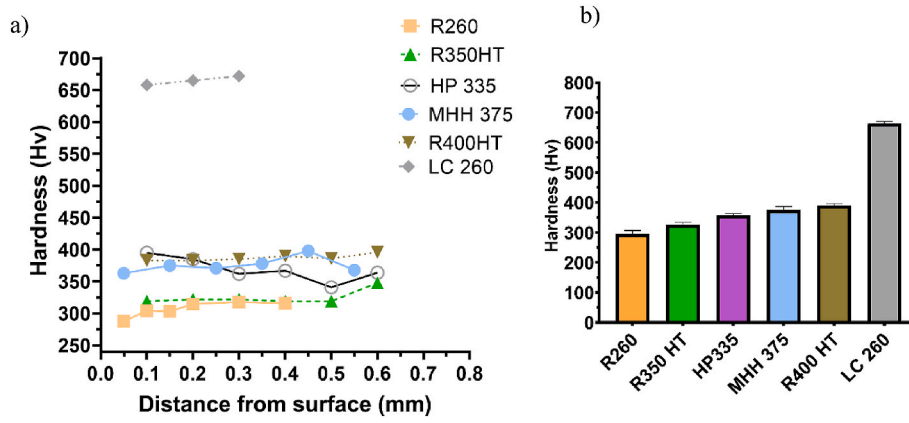 a)
R260
R350HT
HP 335
MHH 375
R400HT
LC 260
700
650
600
550
500
450
400
350
300
250
Hardness (Hv)
0.0 0.1 0.2 0.3 0.4 0.5 0.6 0.7 0.8
Distance from surface (mm)
b)
800
700
600
500
400
300
200
100
0
Hardness (Hv)
R260 R350 HT HP335 MHH 375 R400 HT LC 260